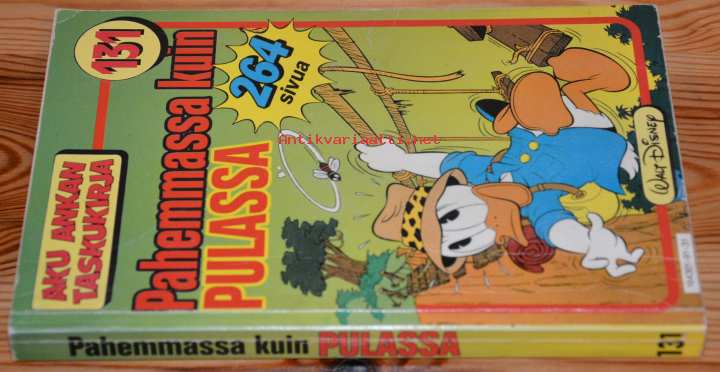 131
AKU ANKAN
TASKUKIRJA
Pahemmassa kuin
PULASSA
264
sivua
Antikvariaatti.net
WALT DISNEY
Pahemmassa kuin PULASSA
131